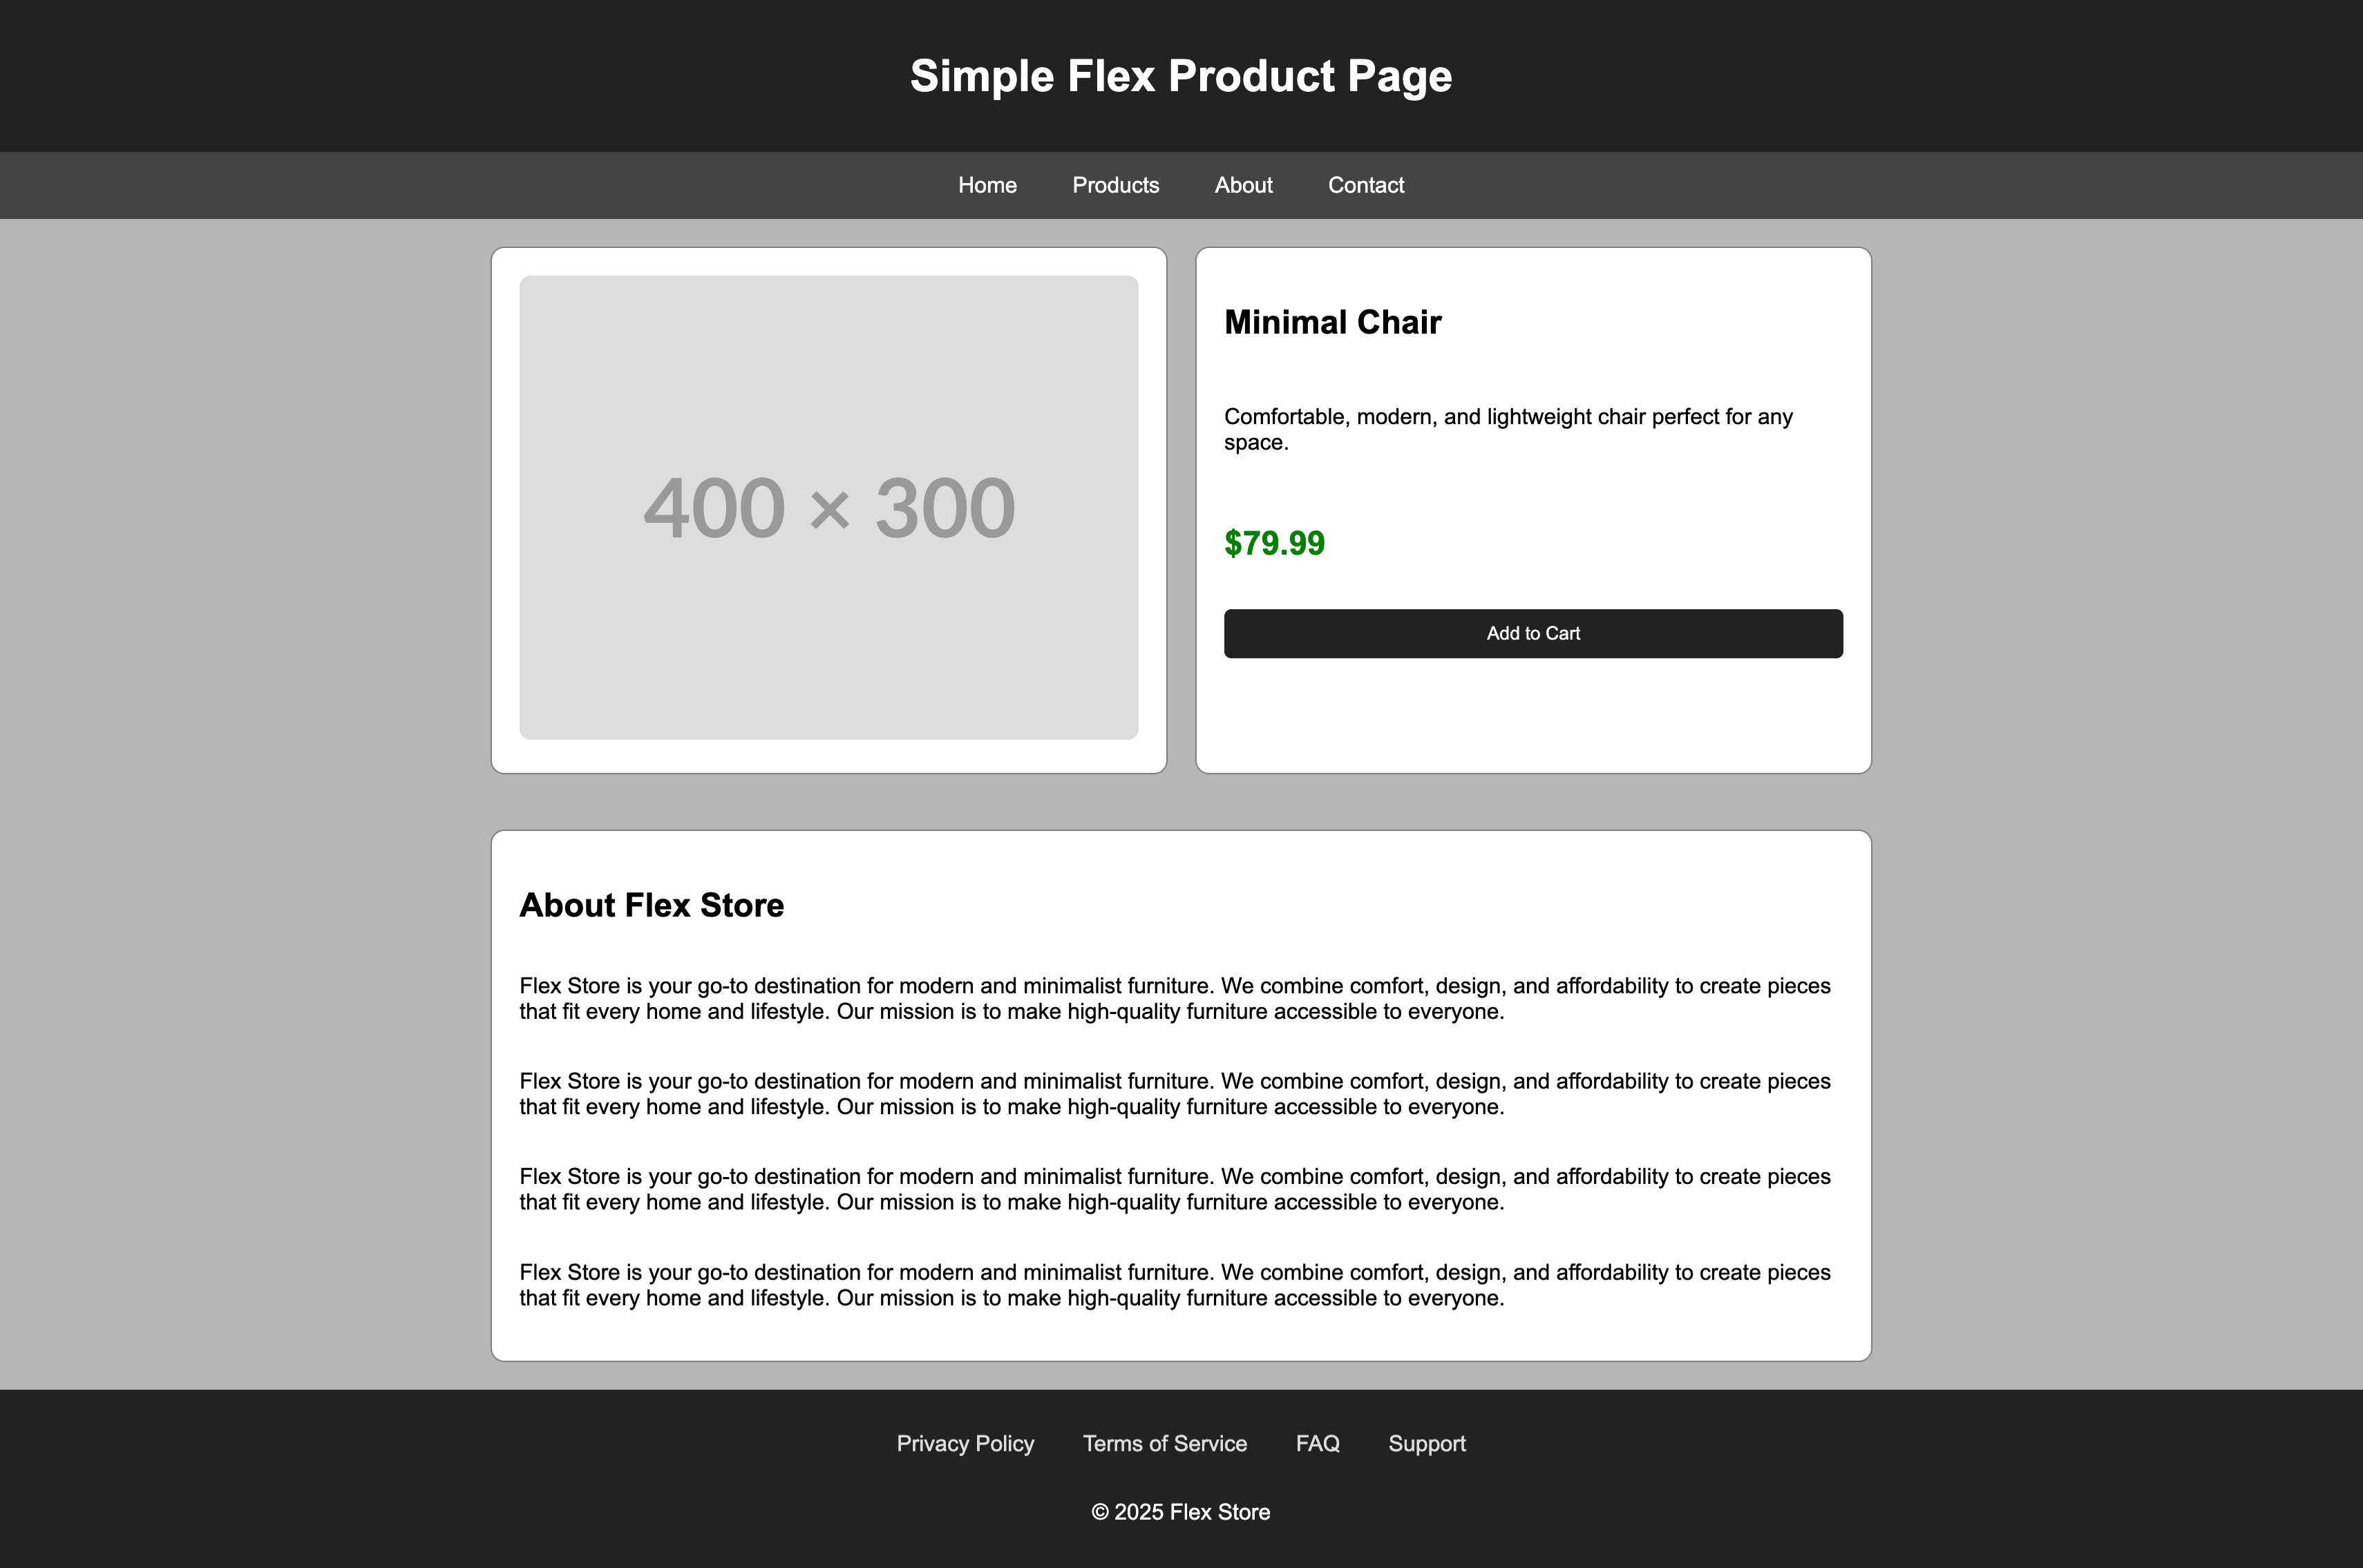 Simple Flex Product Page
Home Products About Contact
400 × 300
Minimal Chair
Comfortable, modern, and lightweight chair perfect for any
space.
$79.99
Add to Cart
About Flex Store
Flex Store is your go-to destination for modern and minimalist furniture. We combine comfort, design, and affordability to create pieces
that fit every home and lifestyle. Our mission is to make high-quality furniture accessible to everyone.
Flex Store is your go-to destination for modern and minimalist furniture. We combine comfort, design, and affordability to create pieces
that fit every home and lifestyle. Our mission is to make high-quality furniture accessible to everyone.
Flex Store is your go-to destination for modern and minimalist furniture. We combine comfort, design, and affordability to create pieces
that fit every home and lifestyle. Our mission is to make high-quality furniture accessible to everyone.
Flex Store is your go-to destination for modern and minimalist furniture. We combine comfort, design, and affordability to create pieces
that fit every home and lifestyle. Our mission is to make high-quality furniture accessible to everyone.
Privacy Policy Terms of Service FAQ Support
© 2025 Flex Store